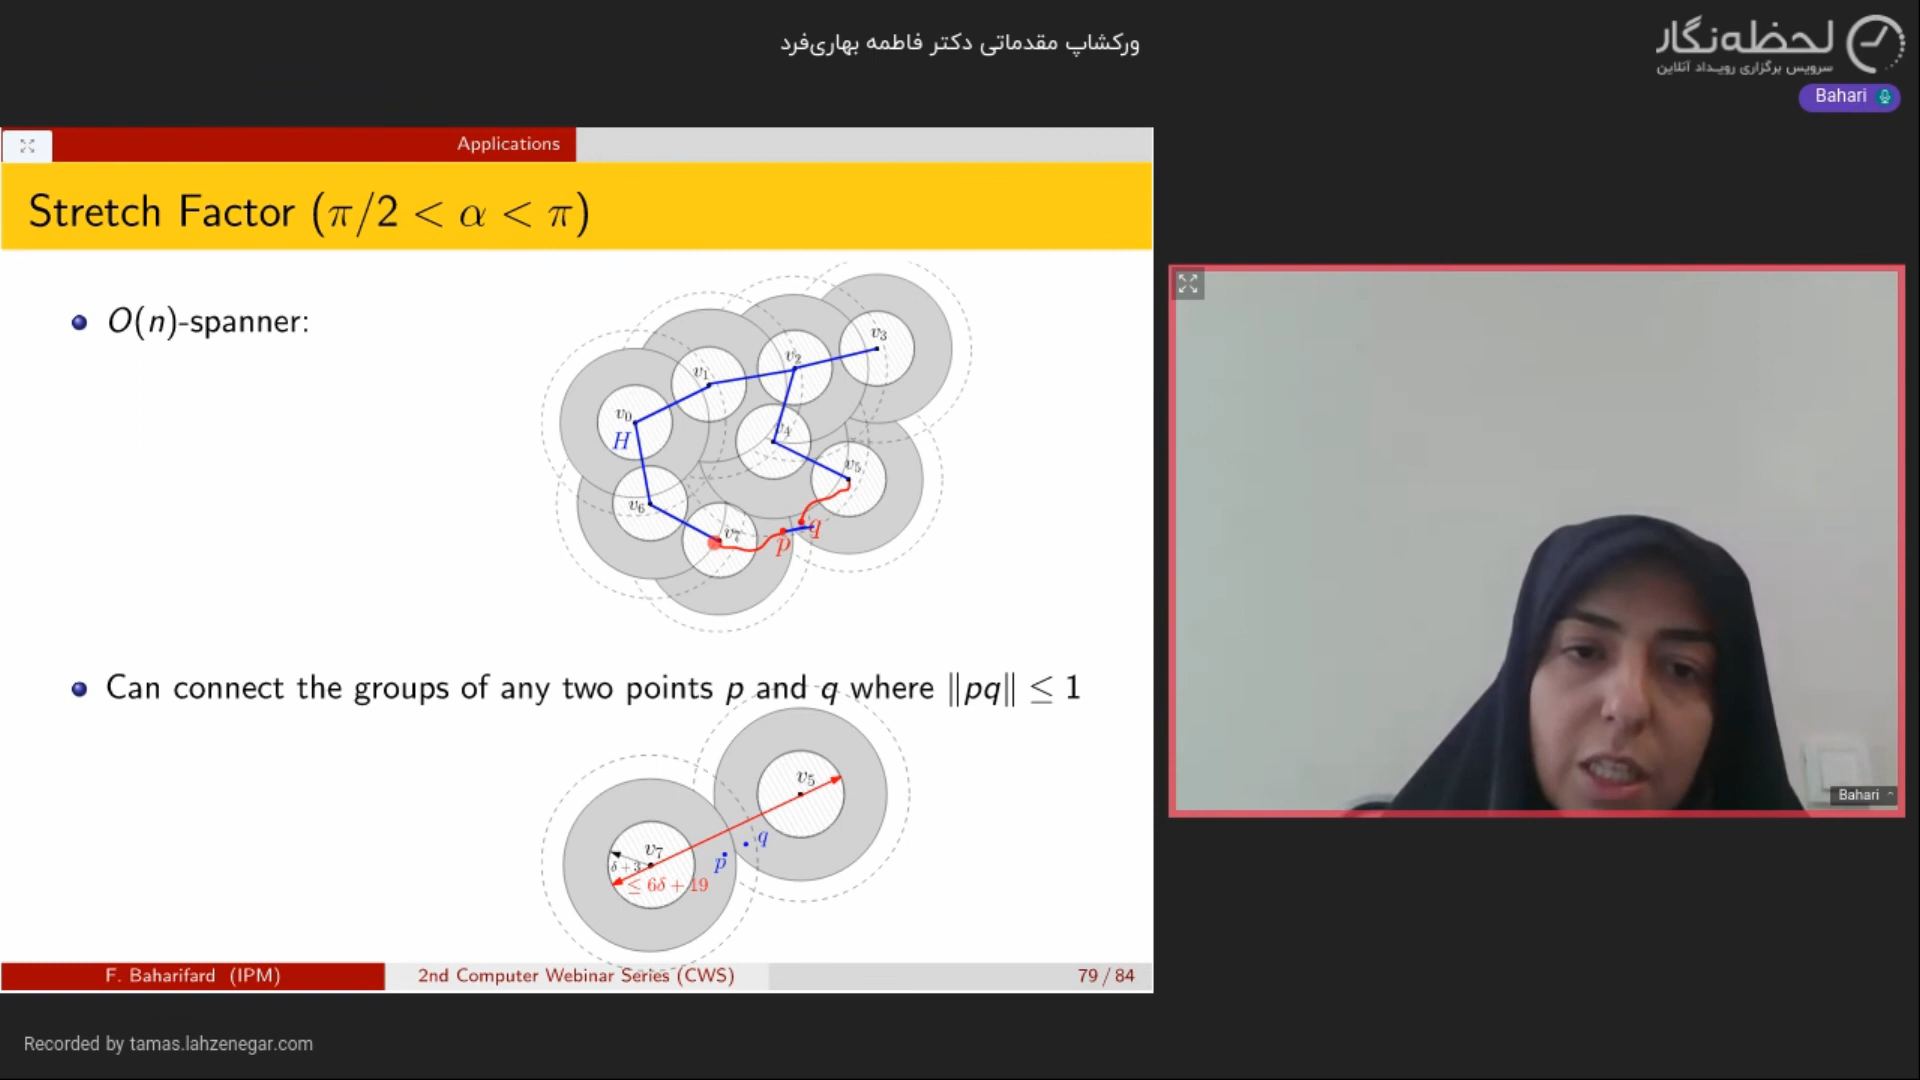 ورکشاپ مقدماتی دکتر فاطمه بهاری‌فرد
لحظه‌نگار
سرویس برگزاری رویداد آنلاین
Bahari
Applications
Stretch Factor (π/2 < α < π)
O(n)-spanner:
v3
v2
v1
v0
H
v4
v5
v6
v7
p
q
Can connect the groups of any two points p and q where ‖pq‖ ≤ 1
v5
q
v7
p
δ+3
≤ 6δ + 19
F. Baharifard (IPM)
2nd Computer Webinar Series (CWS)
79 / 84
Bahari
Recorded by tamas.lahzenegar.com